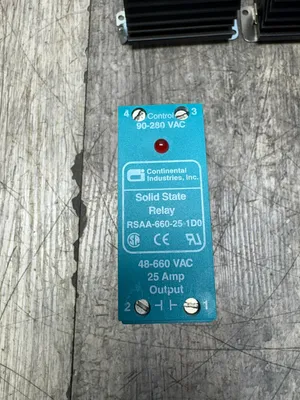 4 Control 3
90-280 VAC
Continental
Industries, Inc.
Solid State
Relay
RSAA-660-25-1D0
48-660 VAC
25 Amp
Output
2 1